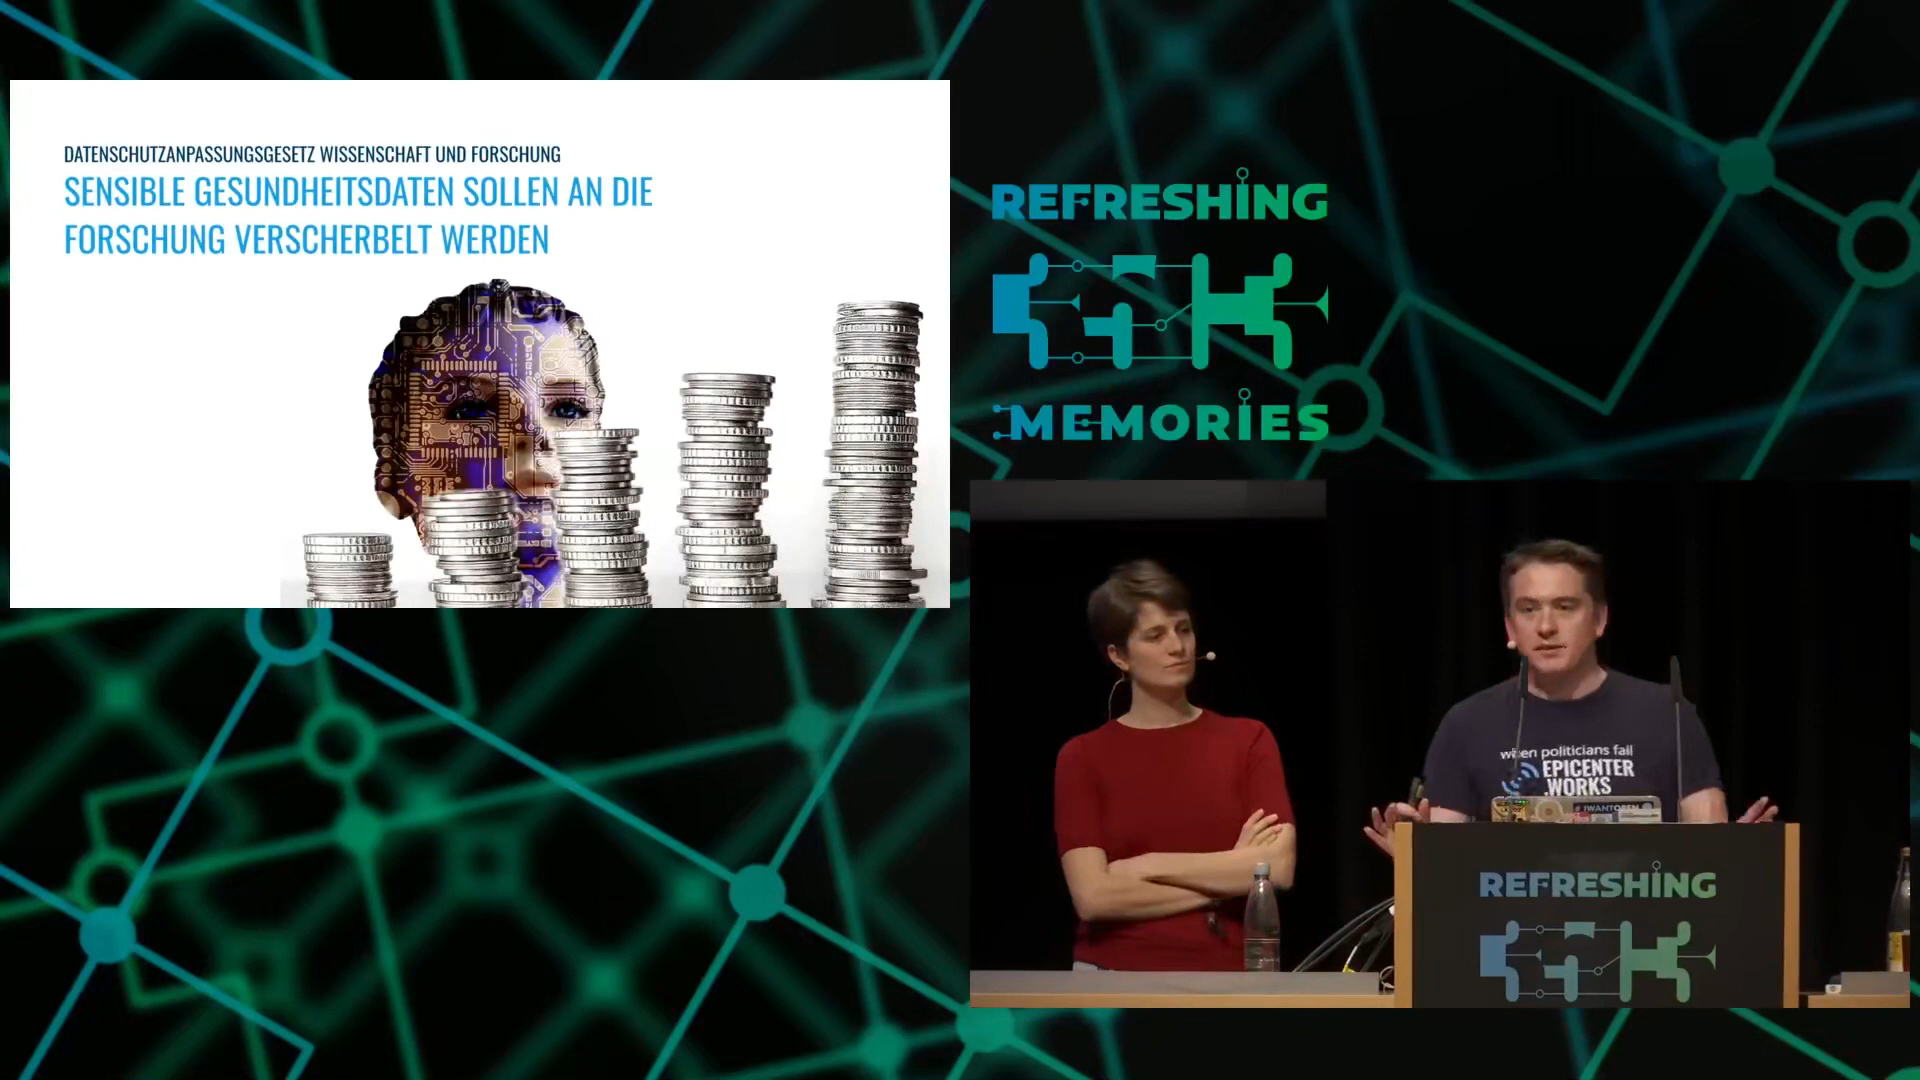 DATENSCHUTZANPASSUNGSGESETZ WISSENSCHAFT UND FORSCHUNG
SENSIBLE GESUNDHEITSDATEN SOLLEN AN DIE
FORSCHUNG VERSCHERBELT WERDEN
REFRESHING
MEMORIES
when politicians fail
EPICENTER
.WORKS
#IWANTOPEN
REFRESHING